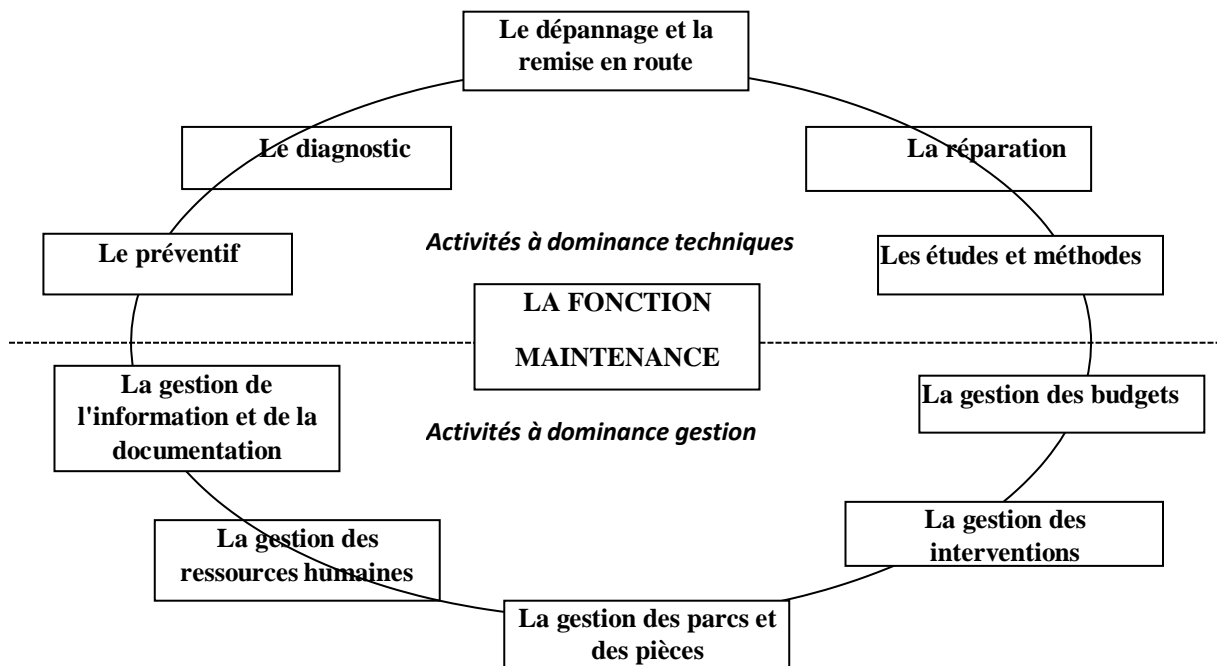 Le dépannage et la
remise en route
Le diagnostic
La réparation
Le préventif
Activités à dominance techniques
Les études et méthodes
LA FONCTION
MAINTENANCE
La gestion de
l'information et de la
documentation
Activités à dominance gestion
La gestion des budgets
La gestion des
ressources humaines
La gestion des
interventions
La gestion des parcs et
des pièces